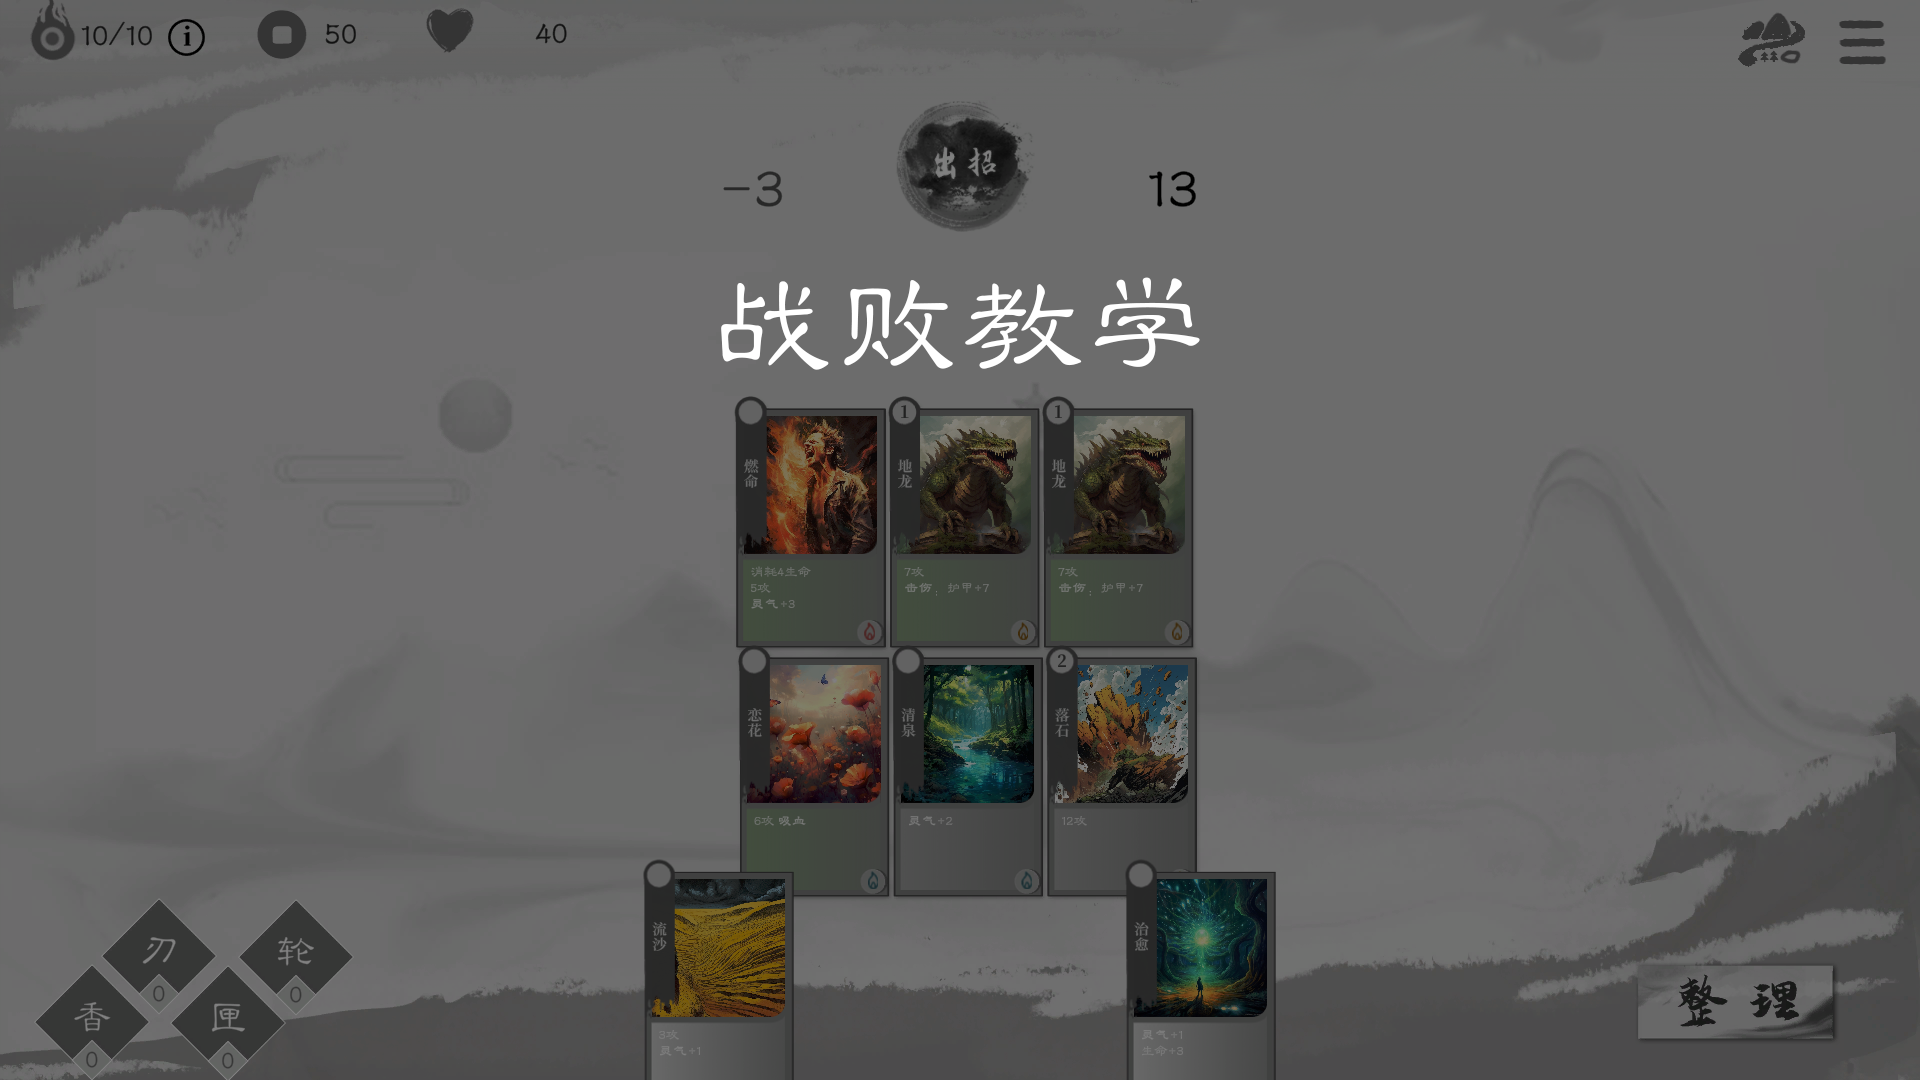 10/10
i
50
40
出招
-3
13
战败教学
燃命
消耗4生命
5攻
灵气+3
1
地龙
7攻
击伤：护甲+7
1
地龙
7攻
击伤：护甲+7
恋花
6攻 吸血
清泉
灵气+2
2
落石
12攻
流沙
3攻
灵气+1
治愈
灵气+1
生命+3
刃
0
轮
0
香
0
匣
0
整理